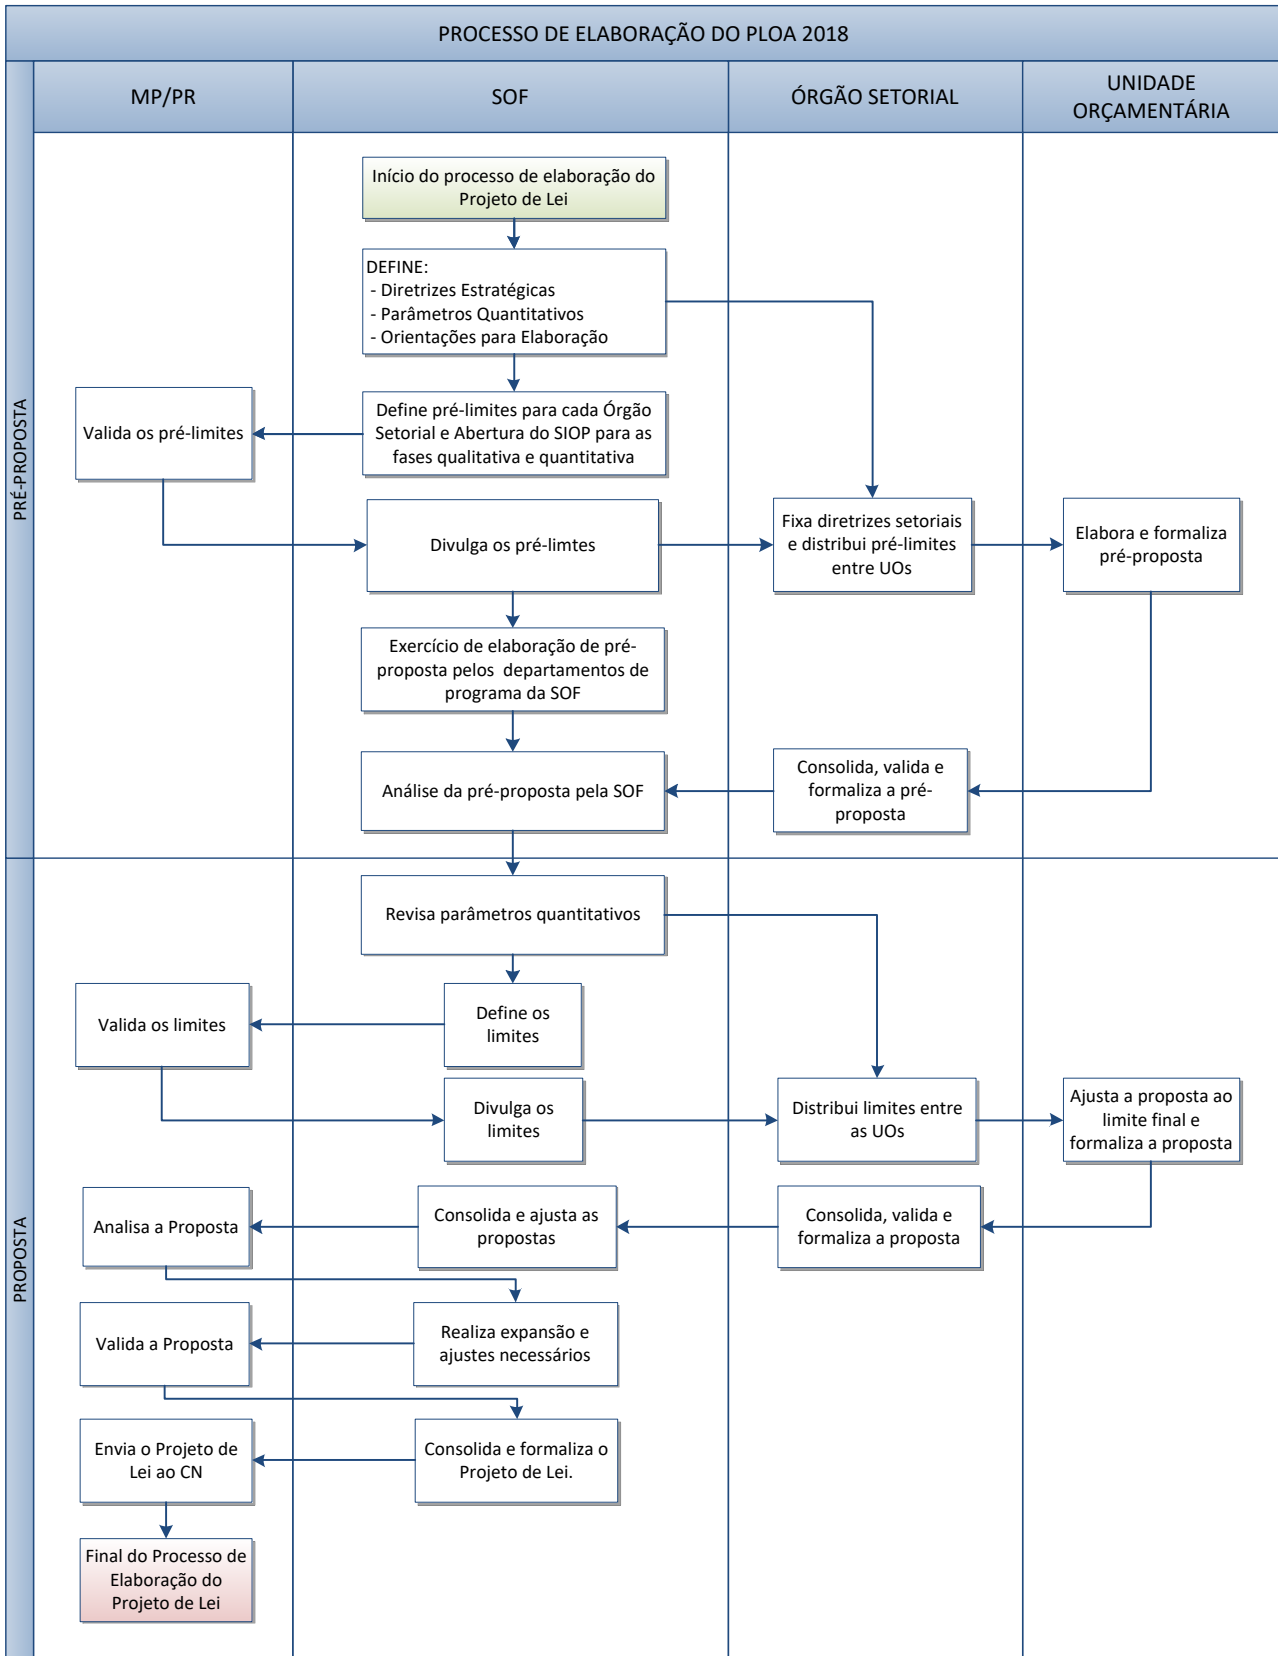 PROCESSO DE ELABORAÇÃO DO PLOA 2018
MP/PR
SOF
ÓRGÃO SETORIAL
UNIDADE
ORÇAMENTÁRIA
PRÉ-PROPOSTA
Início do processo de elaboração do
Projeto de Lei
DEFINE:
- Diretrizes Estratégicas
- Parâmetros Quantitativos
- Orientações para Elaboração
Valida os pré-limites
Define pré-limites para cada Órgão
Setorial e Abertura do SIOP para as
fases qualitativa e quantitativa
Divulga os pré-limtes
Fixa diretrizes setoriais
e distribui pré-limites
entre UOs
Elabora e formaliza
pré-proposta
Exercício de elaboração de pré-
proposta pelos departamentos de
programa da SOF
Análise da pré-proposta pela SOF
Consolida, valida e
formaliza a pré-
proposta
PROPOSTA
Revisa parâmetros quantitativos
Valida os limites
Define os
limites
Divulga os
limites
Distribui limites entre
as UOs
Ajusta a proposta ao
limite final e
formaliza a proposta
Analisa a Proposta
Consolida e ajusta as
propostas
Consolida, valida e
formaliza a proposta
Valida a Proposta
Realiza expansão e
ajustes necessários
Envia o Projeto de
Lei ao CN
Consolida e formaliza o
Projeto de Lei.
Final do Processo de
Elaboração do
Projeto de Lei